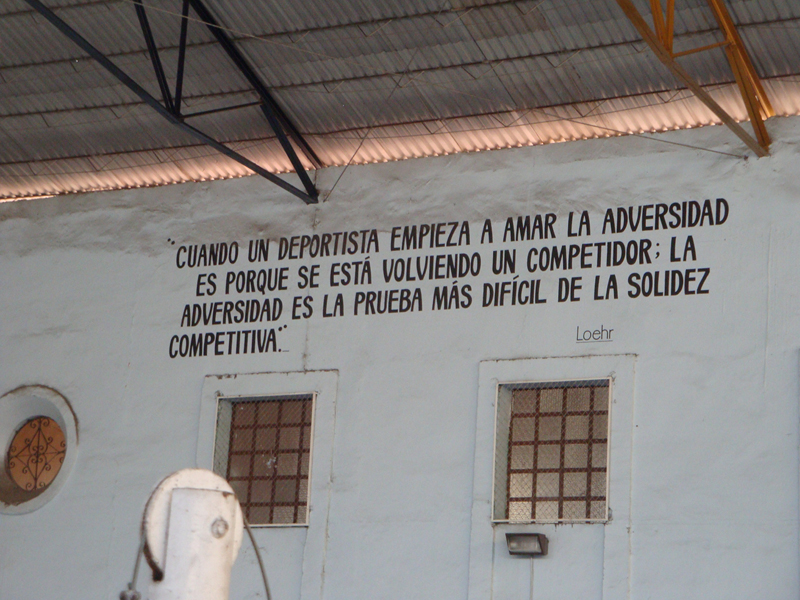 "CUANDO UN DEPORTISTA EMPIEZA A AMAR LA ADVERSIDAD
ES PORQUE SE ESTÁ VOLVIENDO UN COMPETIDOR; LA
ADVERSIDAD ES LA PRUEBA MÁS DIFÍCIL DE LA SOLIDEZ
COMPETITIVA."
Loehr